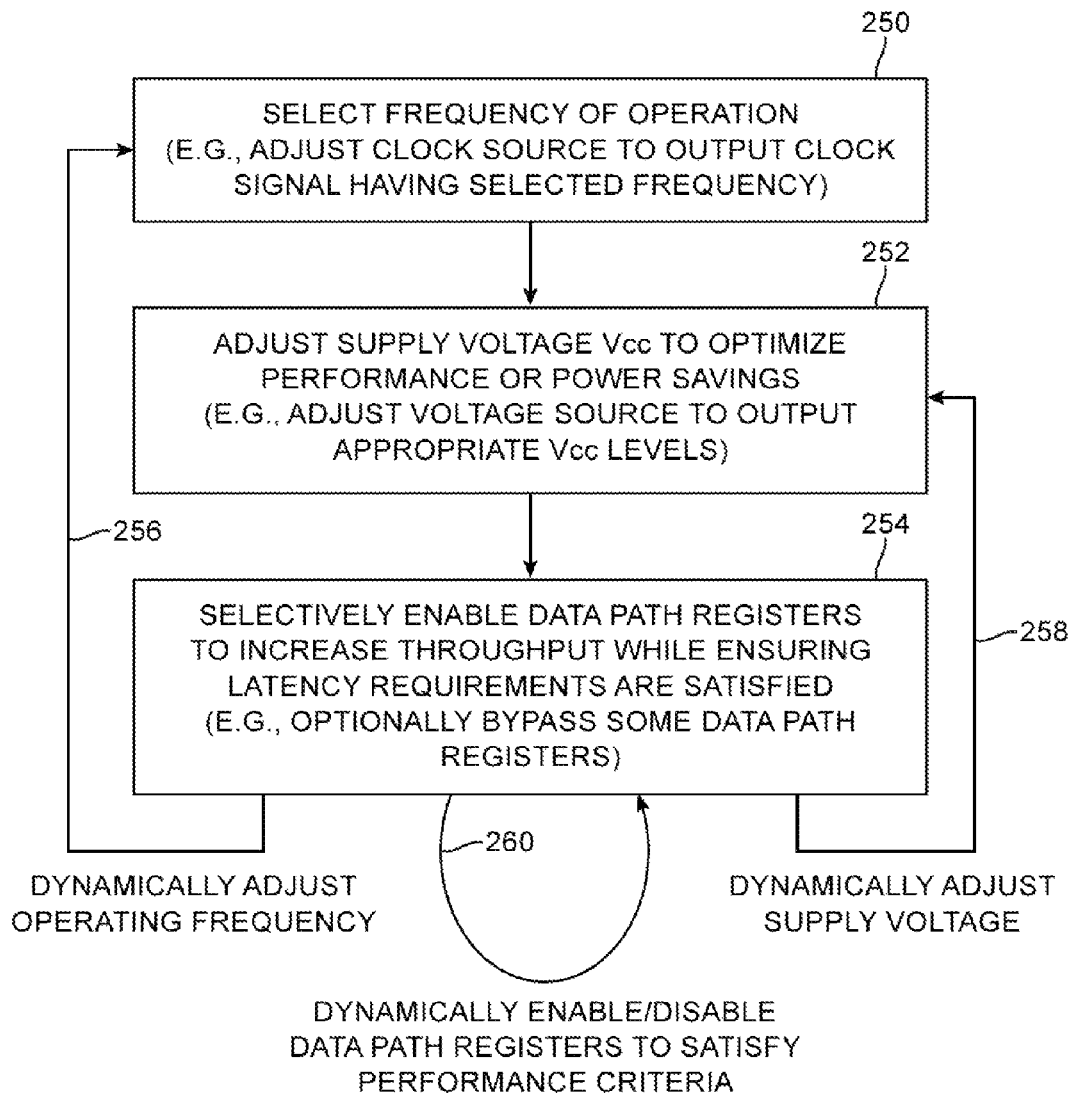 250
SELECT FREQUENCY OF OPERATION
(E.G., ADJUST CLOCK SOURCE TO OUTPUT CLOCK
SIGNAL HAVING SELECTED FREQUENCY)
252
ADJUST SUPPLY VOLTAGE Vcc TO OPTIMIZE
PERFORMANCE OR POWER SAVINGS
(E.G., ADJUST VOLTAGE SOURCE TO OUTPUT
APPROPRIATE Vcc LEVELS)
256
254
SELECTIVELY ENABLE DATA PATH REGISTERS
TO INCREASE THROUGHPUT WHILE ENSURING
LATENCY REQUIREMENTS ARE SATISFIED
(E.G., OPTIONALLY BYPASS SOME DATA PATH
REGISTERS)
258
260
DYNAMICALLY ADJUST
OPERATING FREQUENCY
DYNAMICALLY ADJUST
SUPPLY VOLTAGE
DYNAMICALLY ENABLE/DISABLE
DATA PATH REGISTERS TO SATISFY
PERFORMANCE CRITERIA